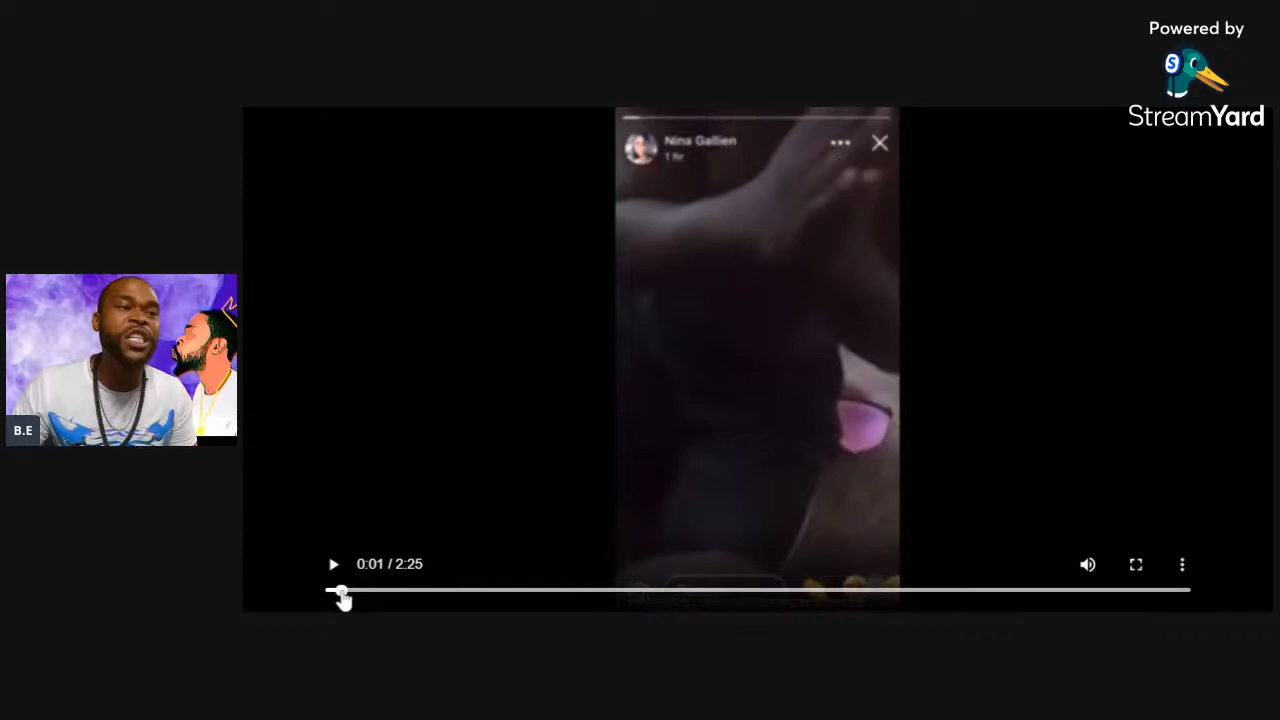 Powered by
StreamYard
Nina Gallien
1 hr
B.E
0:01 / 2:25